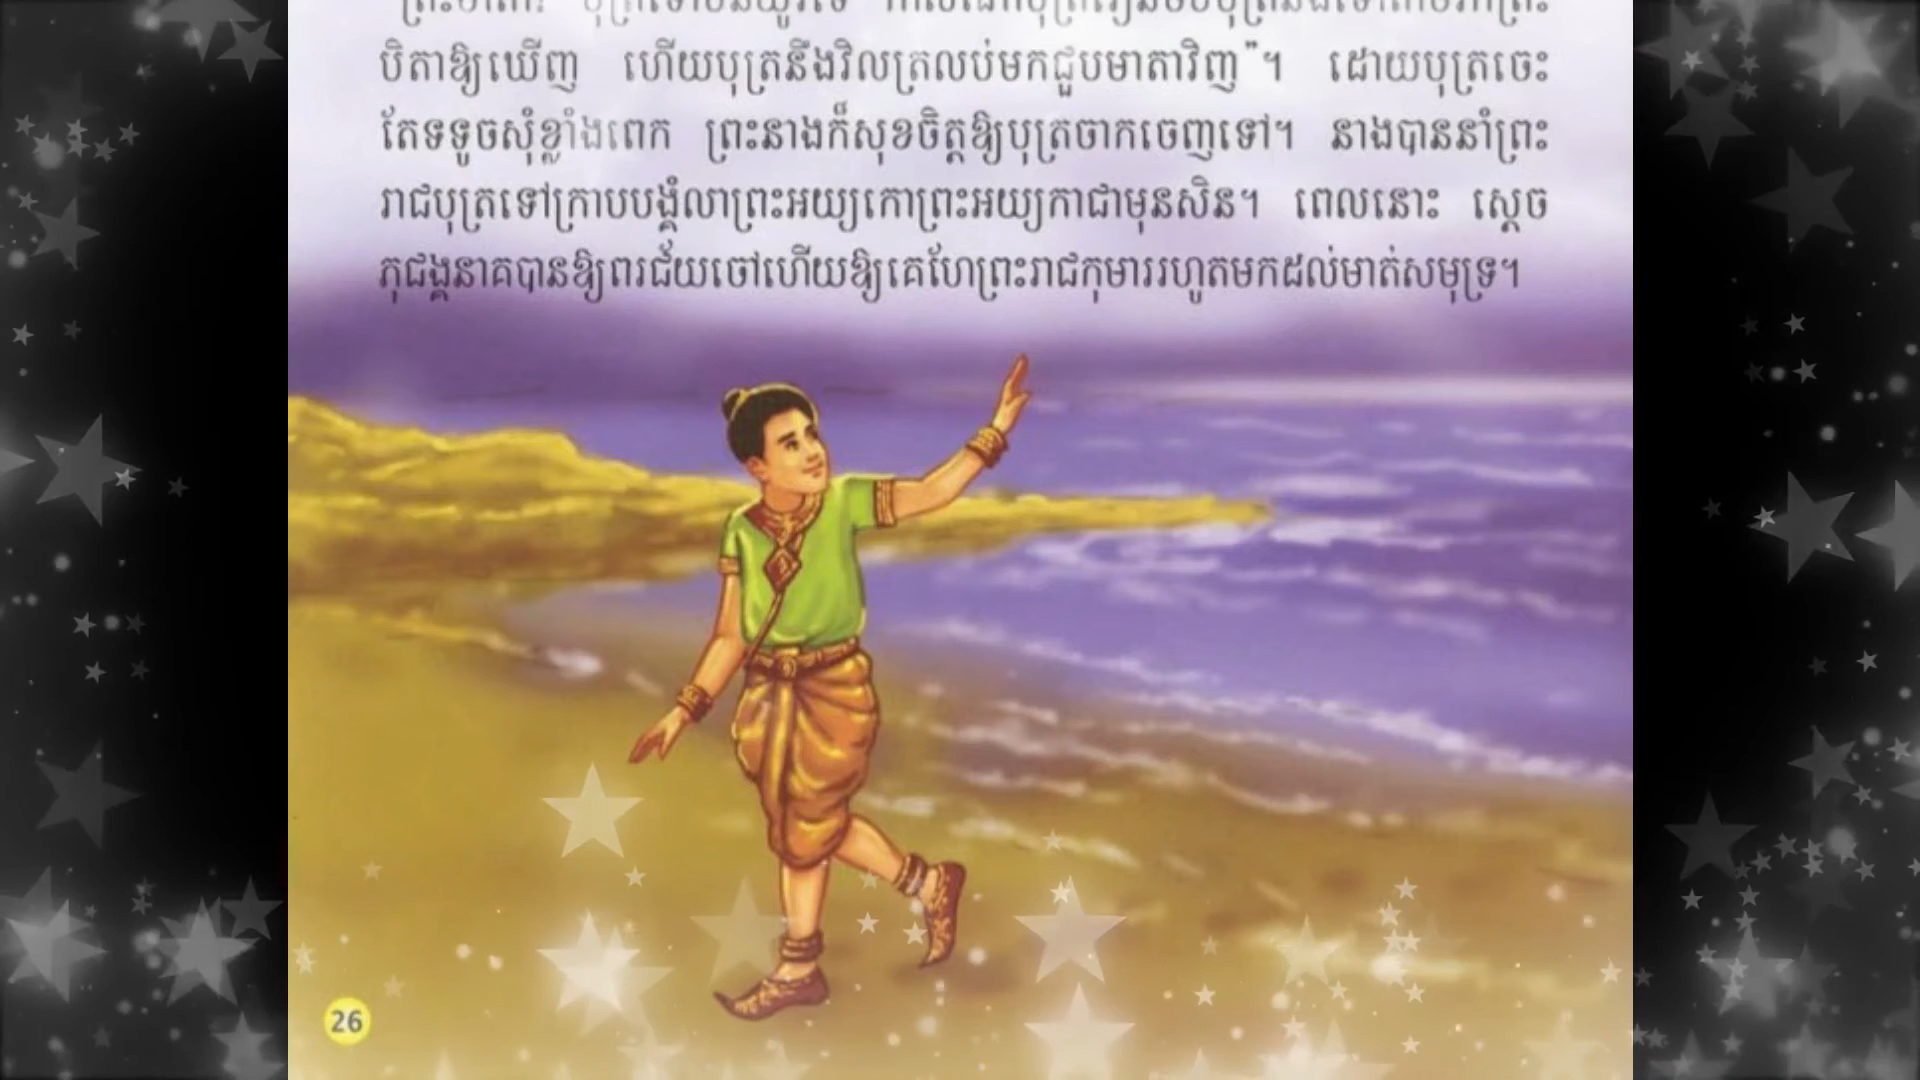 បិតាឱ្យឃើញ ហើយបុត្រនឹងវិលត្រលប់មកជួបមាតាវិញ"។ ដោយបុត្រចេះ
តែទទូចសុំខ្លាំងពេក ព្រះនាងក៏សុខចិត្តឱ្យបុត្រចាកចេញទៅ។ នាងបាននាំព្រះ
រាជបុត្រទៅក្រាបបង្គំលាព្រះអយ្យកោព្រះអយ្យកាជាមុនសិន។ ពេលនោះ ស្ដេច
ភុជង្គនាគបានឱ្យពរជ័យចៅហើយឱ្យគេហែព្រះរាជកុមាររហូតមកដល់មាត់សមុទ្រ។
26